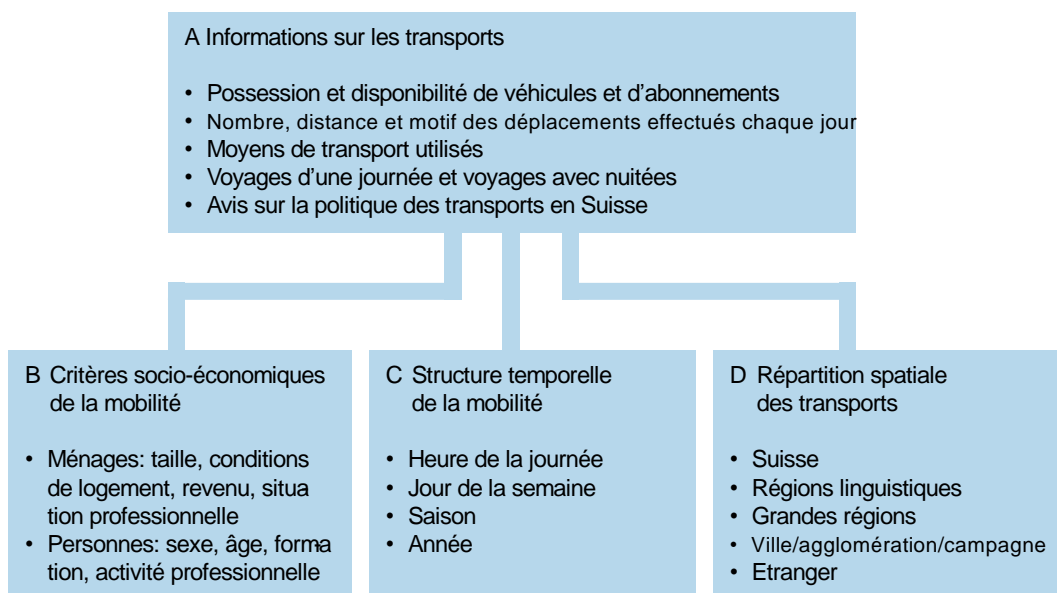 A Informations sur les transports
• Possession et disponibilité de véhicules et d'abonnements
• Nombre, distance et motif des déplacements effectués chaque jour
• Moyens de transport utilisés
• Voyages d'une journée et voyages avec nuitées
• Avis sur la politique des transports en Suisse
B Critères socio-économiques
de la mobilité
• Ménages: taille, conditions
de logement, revenu, situa
tion professionnelle
• Personnes: sexe, âge, forma-
tion, activité professionnelle
C Structure temporelle
de la mobilité
• Heure de la journée
• Jour de la semaine
• Saison
• Année
D Répartition spatiale
des transports
• Suisse
• Régions linguistiques
• Grandes régions
• Ville/agglomération/campagne
• Etranger